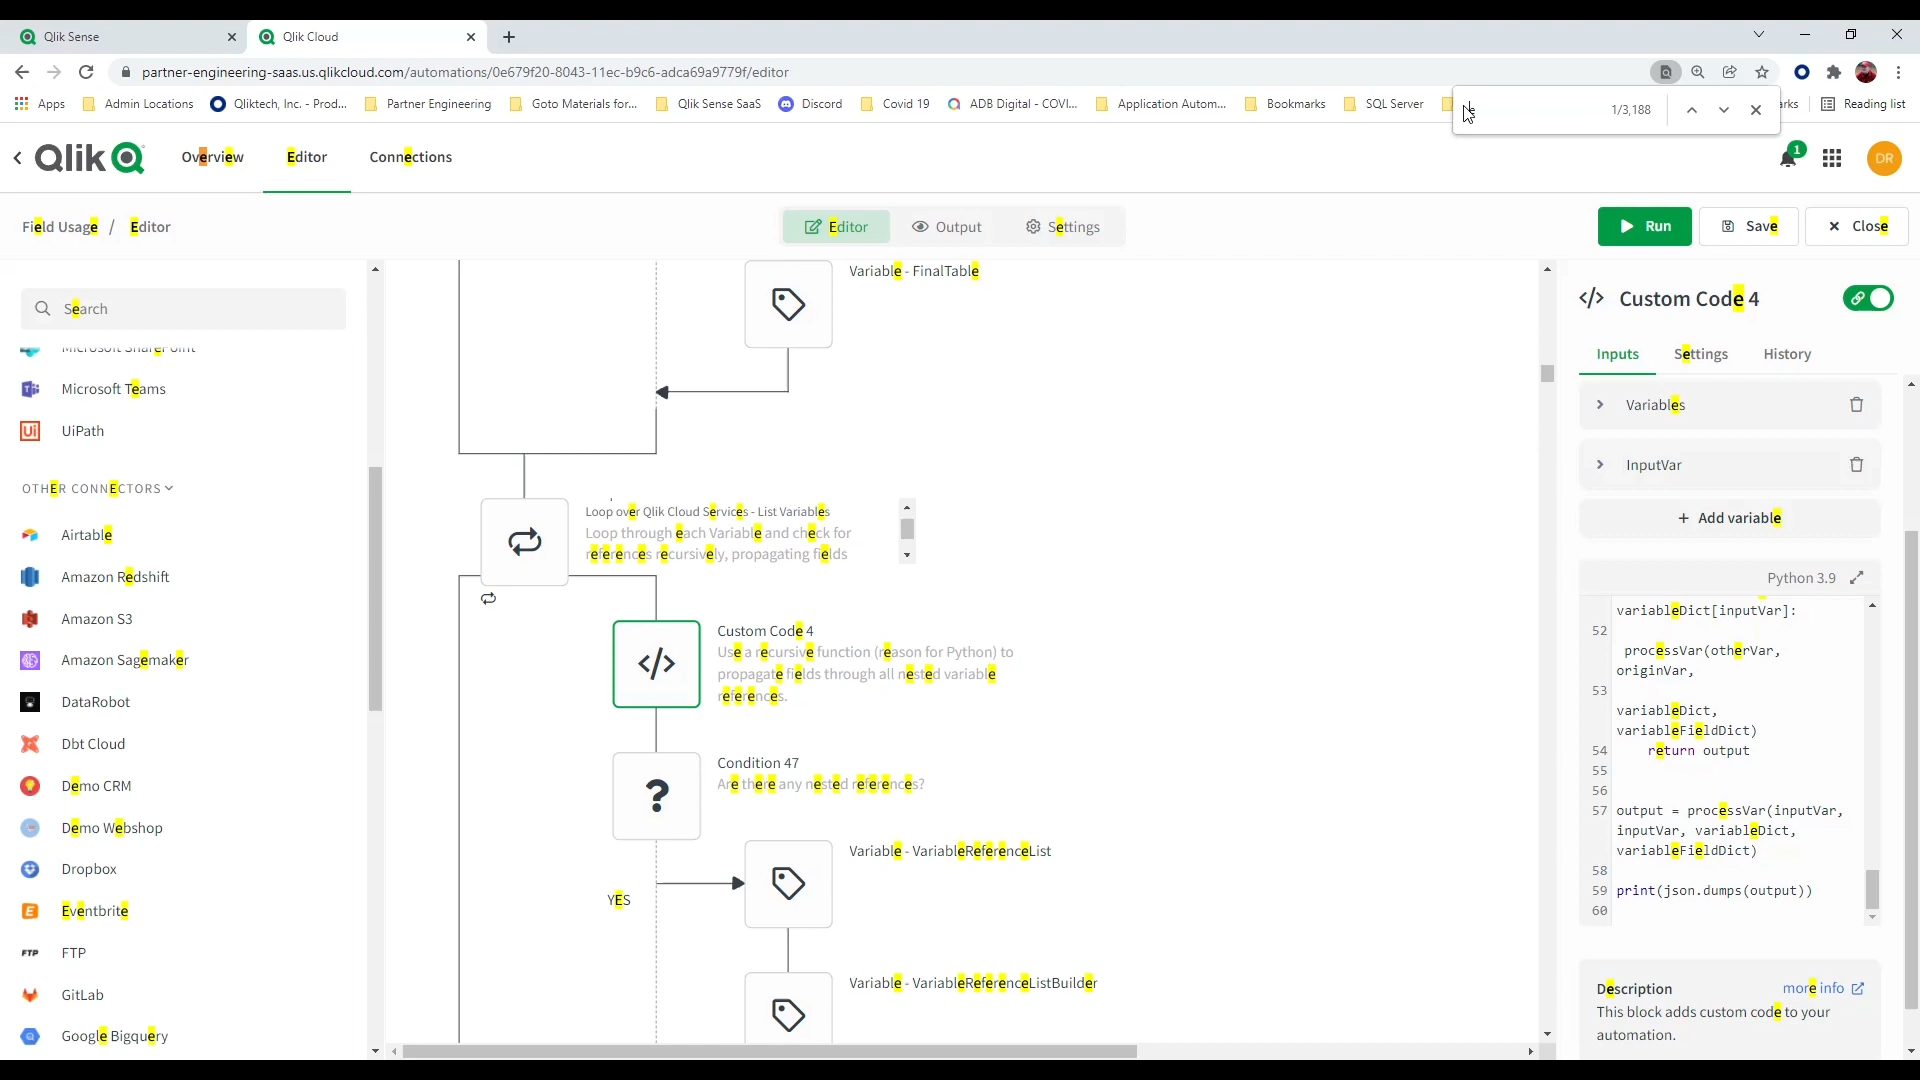 Qlik Sense
Qlik Cloud
partner-engineering-saas.us.qlikcloud.com/automations/0e679f20-8043-11ec-b9c6-adca69a9779f/editor
Apps
Admin Locations
Qliktech, Inc. - Prod...
Partner Engineering
Goto Materials for...
Qlik Sense SaaS
Discord
Covid 19
ADB Digital - COVI...
Application Autom...
Bookmarks
SQL Server
Reading list
1/3,188
Qlik
Overview
Editor
Connections
1
DR
Field Usage / Editor
Editor
Output
Settings
Run
Save
Close
Search
Microsoft SharePoint
Microsoft Teams
UiPath
OTHER CONNECTORS
Airtable
Amazon Redshift
Amazon S3
Amazon Sagemaker
DataRobot
Dbt Cloud
Demo CRM
Demo Webshop
Dropbox
Eventbrite
FTP
GitLab
Google Bigquery
Variable - FinalTable
Loop over Qlik Cloud Services - List Variables
Loop through each Variable and check for
references recursively, propagating fields
Custom Code 4
Use a recursive function (reason for Python) to
propagate fields through all nested variable
references.
Condition 47
Are there any nested references?
YES
Variable - VariableReferenceList
Variable - VariableReferenceListBuilder
</> Custom Code 4
Inputs
Settings
History
Variables
InputVar
+ Add variable
Python 3.9
variableDict[inputVar]:
52
processVar(otherVar,
originVar,
53
variableDict,
variableFieldDict)
54 return output
55
56
57 output = processVar(inputVar,
inputVar, variableDict,
variableFieldDict)
58
59 print(json.dumps(output))
60
Description
more info
This block adds custom code to your
automation.